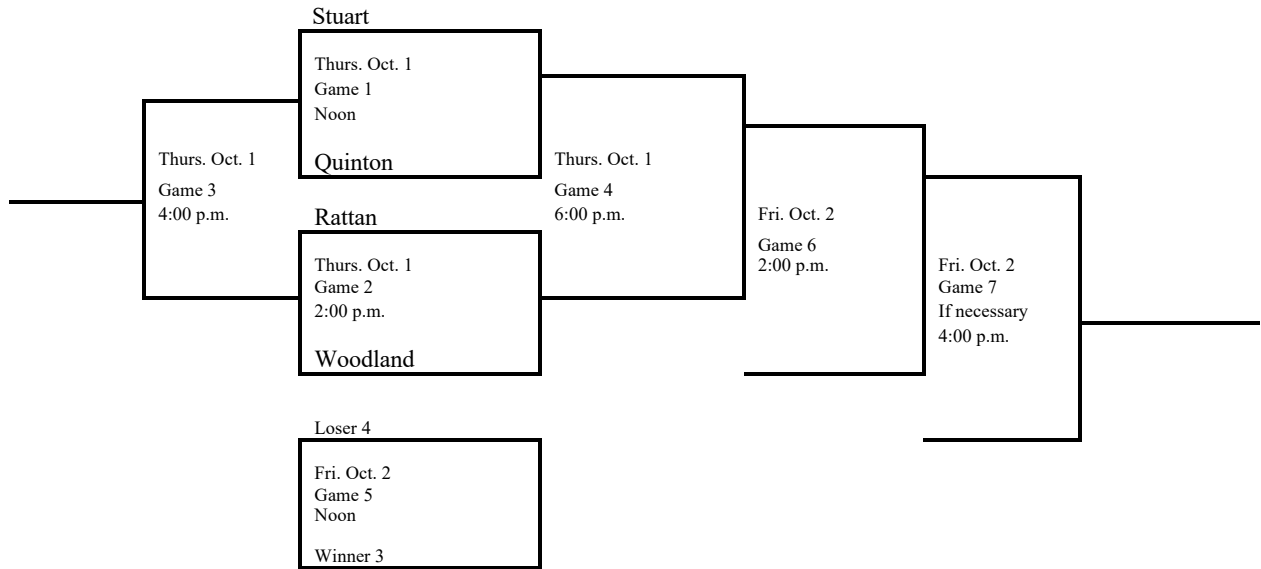 Stuart
Thurs. Oct. 1
Game 1
Noon
Quinton
Thurs. Oct. 1
Game 3
4:00 p.m.
Thurs. Oct. 1
Game 4
6:00 p.m.
Rattan
Thurs. Oct. 1
Game 2
2:00 p.m.
Woodland
Fri. Oct. 2
Game 6
2:00 p.m.
Fri. Oct. 2
Game 7
If necessary
4:00 p.m.
Loser 4
Fri. Oct. 2
Game 5
Noon
Winner 3